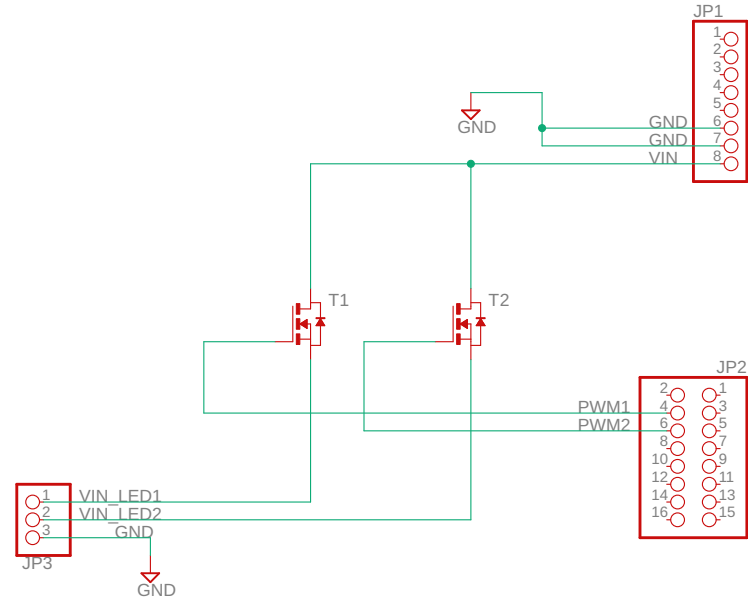 JP1
1
2
3
4
5
GND 6
GND 7
VIN 8
GND
T1
T2
JP2
2 1
PWM1 4 3
PWM2 6 5
8 7
10 9
12 11
14 13
16 15
1 VIN_LED1
2 VIN_LED2
3 GND
JP3
GND